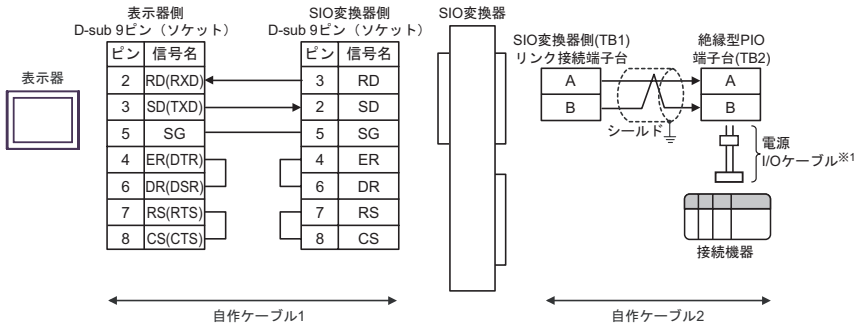 表示器側
D-sub 9ピン（ソケット）
SIO変換器側
D-sub 9ピン（ソケット）
SIO変換器
表示器
ピン 信号名
2 RD(RXD)
3 SD(TXD)
5 SG
4 ER(DTR)
6 DR(DSR)
7 RS(RTS)
8 CS(CTS)
ピン 信号名
3 RD
2 SD
5 SG
4 ER
6 DR
7 RS
8 CS
SIO変換器側(TB1)
リンク接続端子台
A
B
シールド
絶縁型PIO
端子台(TB2)
A
B
電源
I/Oケーブル※1
接続機器
自作ケーブル1
自作ケーブル2